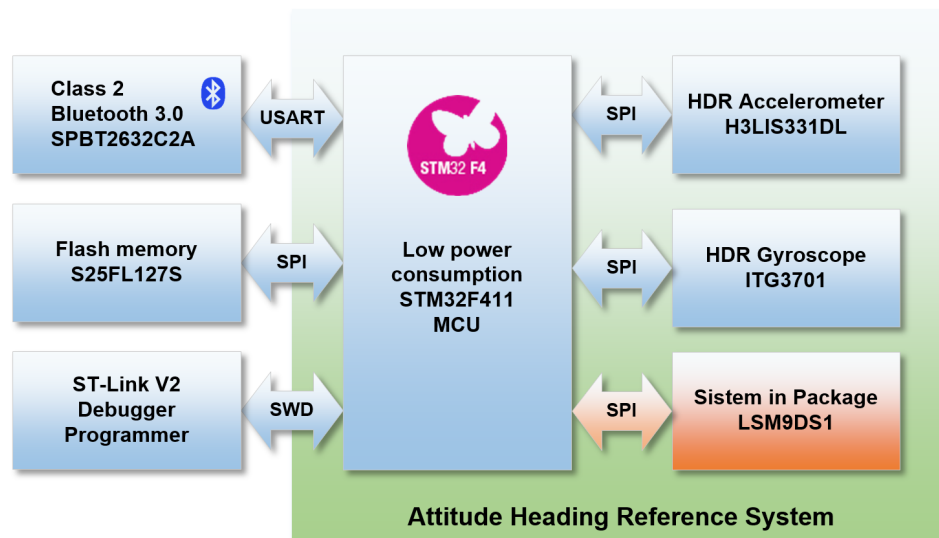 Class 2
Bluetooth 3.0
SPBT2632C2A
USART
STM32 F4
SPI
HDR Accelerometer
H3LIS331DL
Flash memory
S25FL127S
SPI
Low power
consumption
STM32F411
MCU
SPI
HDR Gyroscope
ITG3701
ST-Link V2
Debugger
Programmer
SWD
SPI
Sistem in Package
LSM9DS1
Attitude Heading Reference System